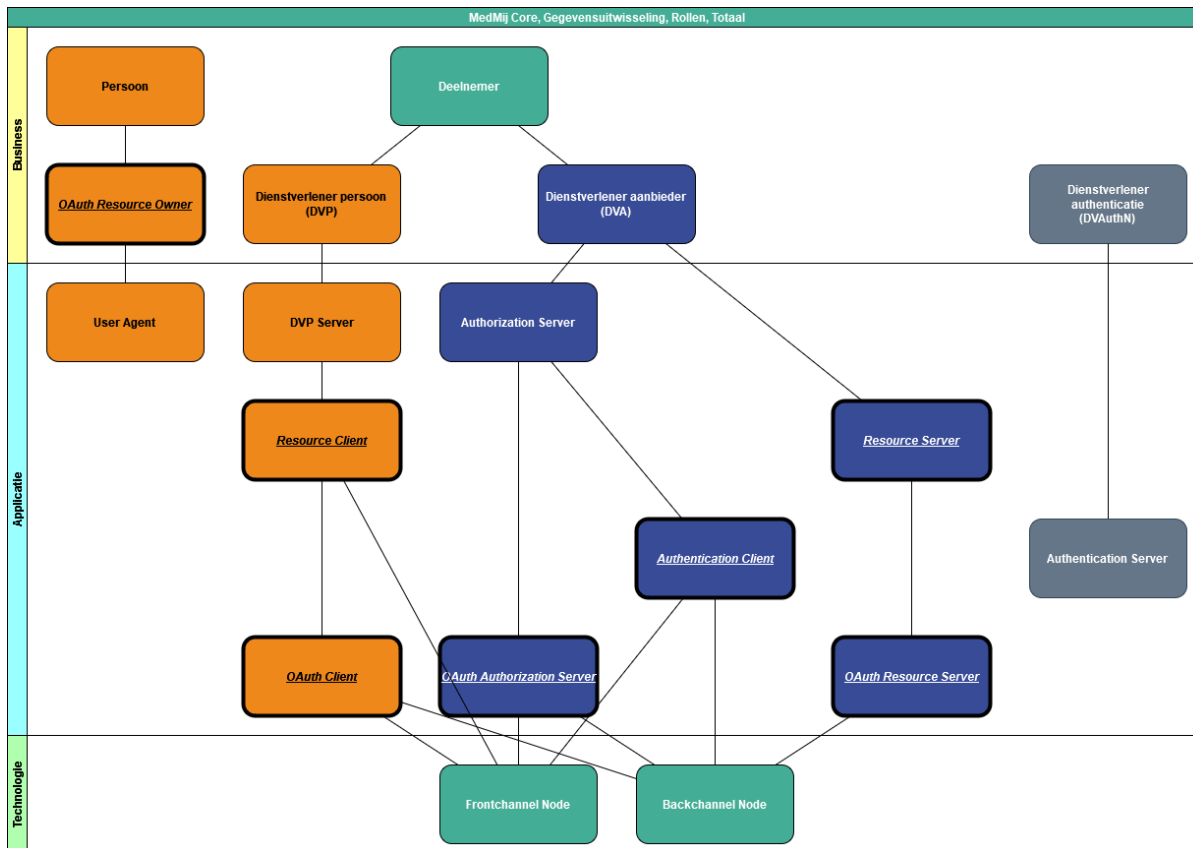 MedMij Core, Gegevensuitwisseling, Rollen, Totaal
Business
Persoon
Deelnemer
OAuth Resource Owner
Dienstverlener persoon
(DVP)
Dienstverlener aanbieder
(DVA)
Dienstverlener
authenticatie
(DVAuthN)
Applicatie
User Agent
DVP Server
Authorization Server
Resource Client
Resource Server
Authentication Client
Authentication Server
OAuth Client
OAuth Authorization Server
OAuth Resource Server
Technologie
Frontchannel Node
Backchannel Node